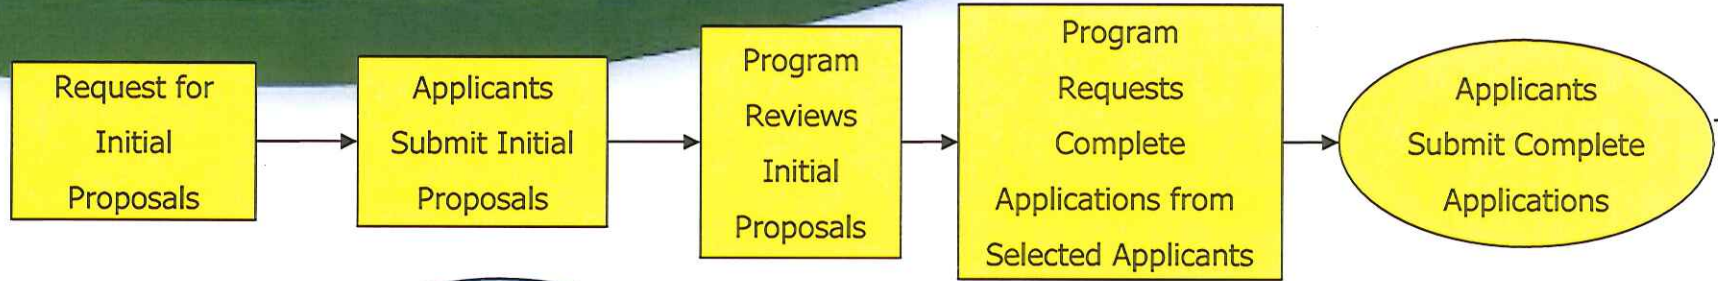 Request for
Initial
Proposals
Applicants
Submit Initial
Proposals
Program
Reviews
Initial
Proposals
Program
Requests
Complete
Applications from
Selected Applicants
Applicants
Submit Complete
Applications